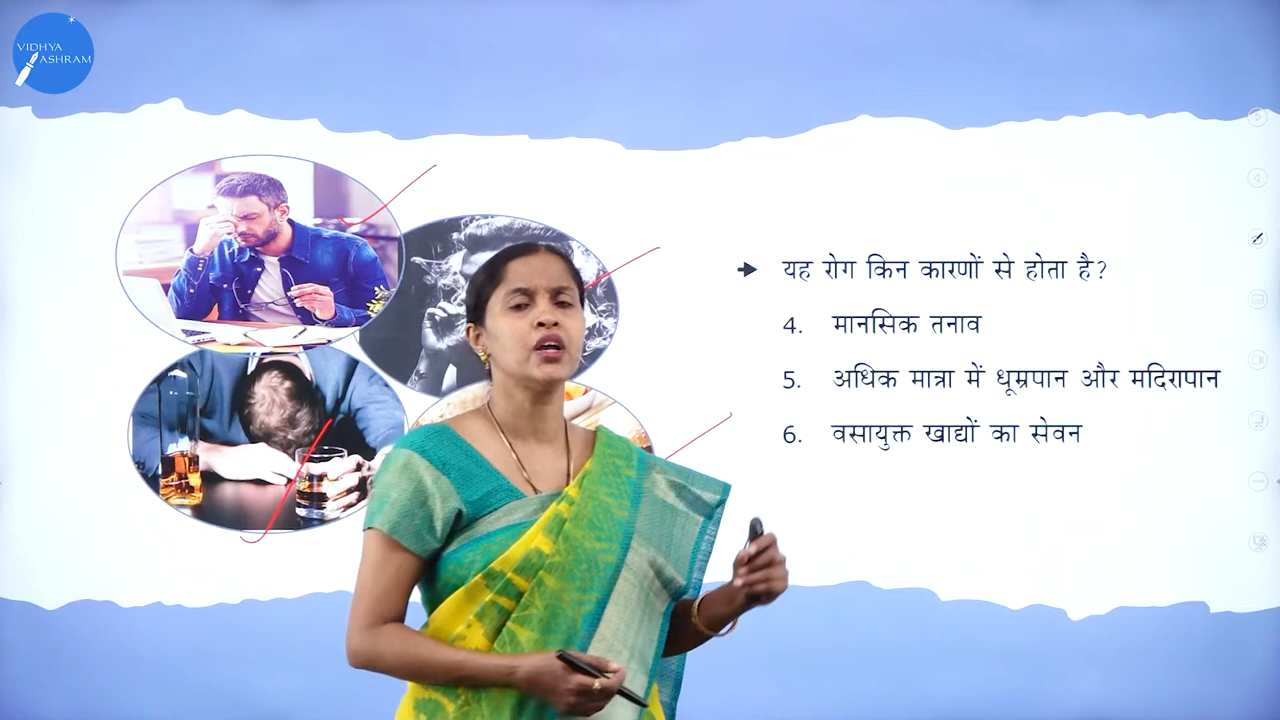 VIDHYA
ASHRAM
यह रोग किन कारणों से होता है?
4. मानसिक तनाव
5. अधिक मात्रा में धूम्रपान और मदिरापान
6. वसायुक्त खाद्यों का सेवन